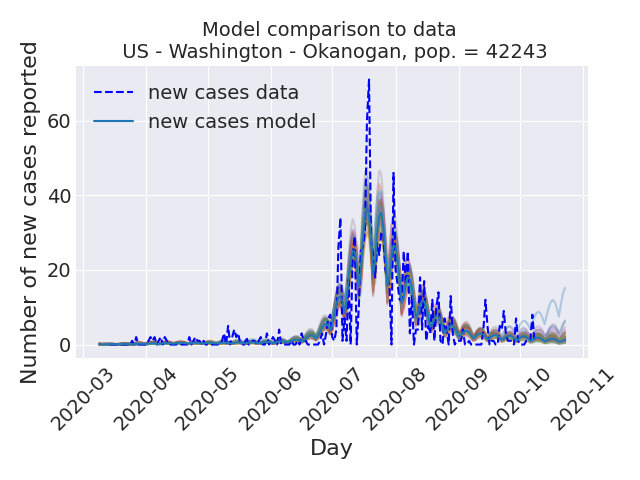 Model comparison to data
US - Washington - Okanogan, pop. = 42243
Number of new cases reported
new cases data
new cases model
60
40
20
0
2020-03
2020-04
2020-05
2020-06
2020-07
2020-08
2020-09
2020-10
2020-11
Day